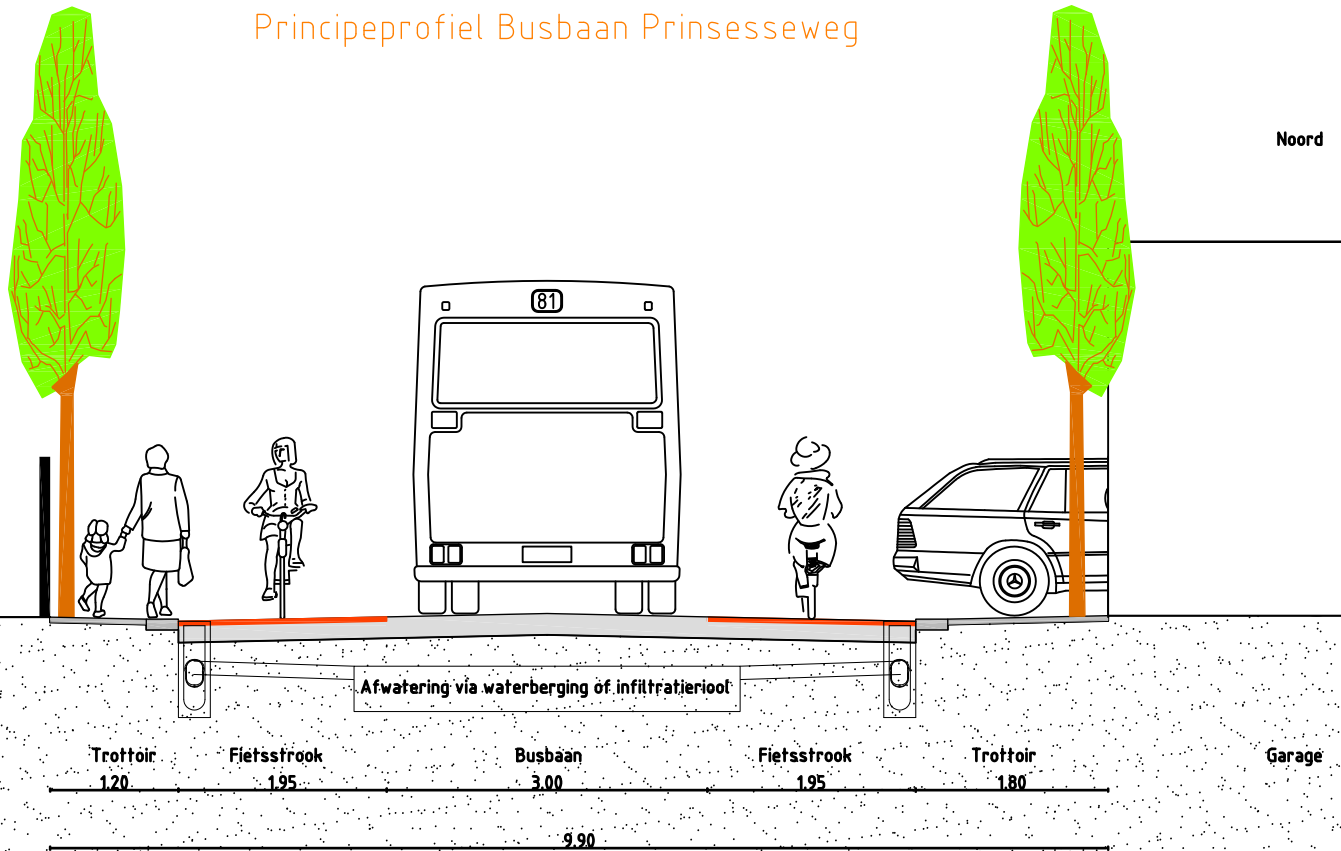 Principeprofiel Busbaan Prinsesseweg
Noord
81
Afwatering via waterberging of infiltratieriool
Trottoir Fietsstrook Busbaan Fietsstrook Trottoir Garage
1.20 1.95 3.00 1.95 1.80
9.90